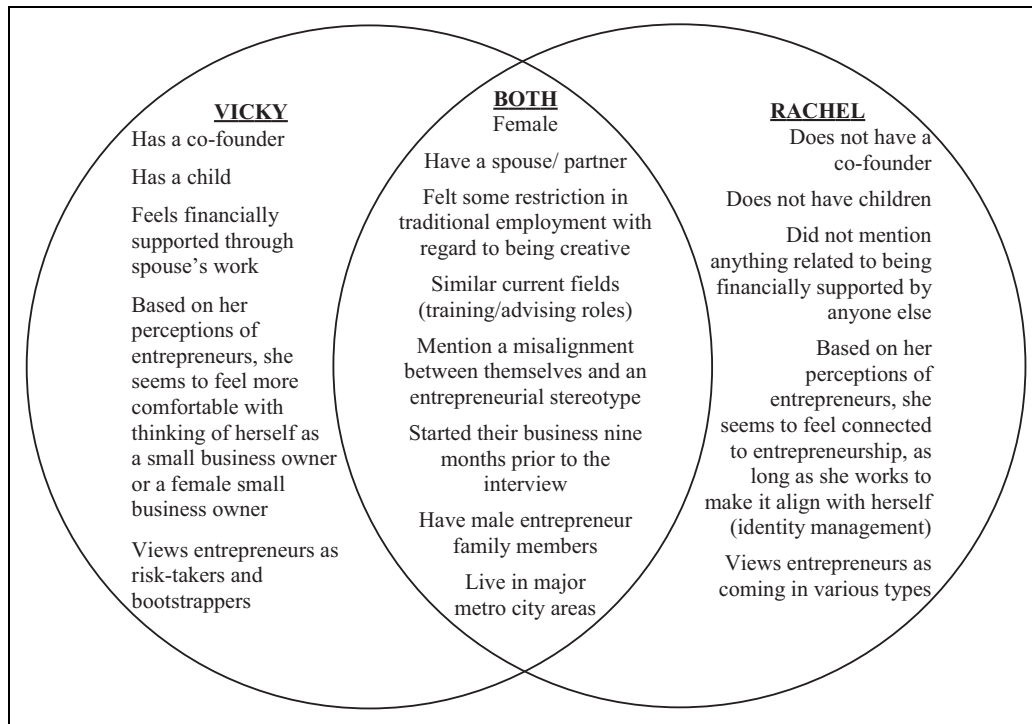 VICKY
Has a co-founder
Has a child
Feels financially
supported through
spouse’s work
Based on her
perceptions of
entrepreneurs, she
seems to feel more
comfortable with
thinking of herself as
a small business owner
or a female small
business owner
Views entrepreneurs as
risk-takers and
bootstrappers
BOTH
Female
Have a spouse/ partner
Felt some restriction in
traditional employment with
regard to being creative
Similar current fields
(training/advising roles)
Mention a misalignment
between themselves and an
entrepreneurial stereotype
Started their business nine
months prior to the
interview
Have male entrepreneur
family members
Live in major
metro city areas
RACHEL
Does not have a
co-founder
Does not have children
Did not mention
anything related to being
financially supported by
anyone else
Based on her
perceptions of
entrepreneurs, she
seems to feel connected
to entrepreneurship, as
long as she works to
make it align with herself
(identity management)
Views entrepreneurs as
coming in various types